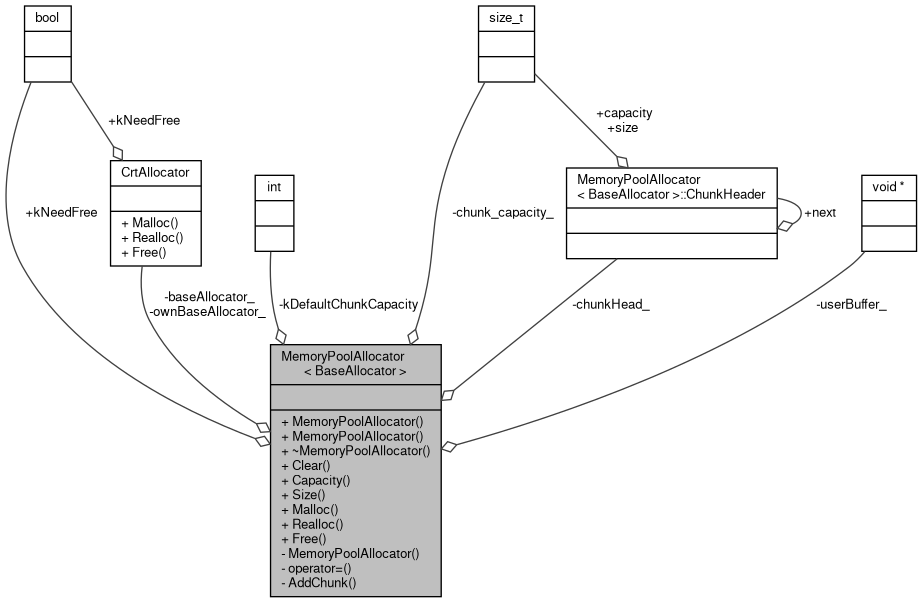 bool
size_t
+kNeedFree
+capacity
+size
CrtAllocator
+ Malloc()
+ Realloc()
+ Free()
int
MemoryPoolAllocator
< BaseAllocator >::ChunkHeader
void *
+kNeedFree
-chunk_capacity_
+next
-baseAllocator_
-ownBaseAllocator_
-kDefaultChunkCapacity
-chunkHead_
-userBuffer_
MemoryPoolAllocator
< BaseAllocator >
+ MemoryPoolAllocator()
+ MemoryPoolAllocator()
+ ~MemoryPoolAllocator()
+ Clear()
+ Capacity()
+ Size()
+ Malloc()
+ Realloc()
+ Free()
- MemoryPoolAllocator()
- operator=()
- AddChunk()